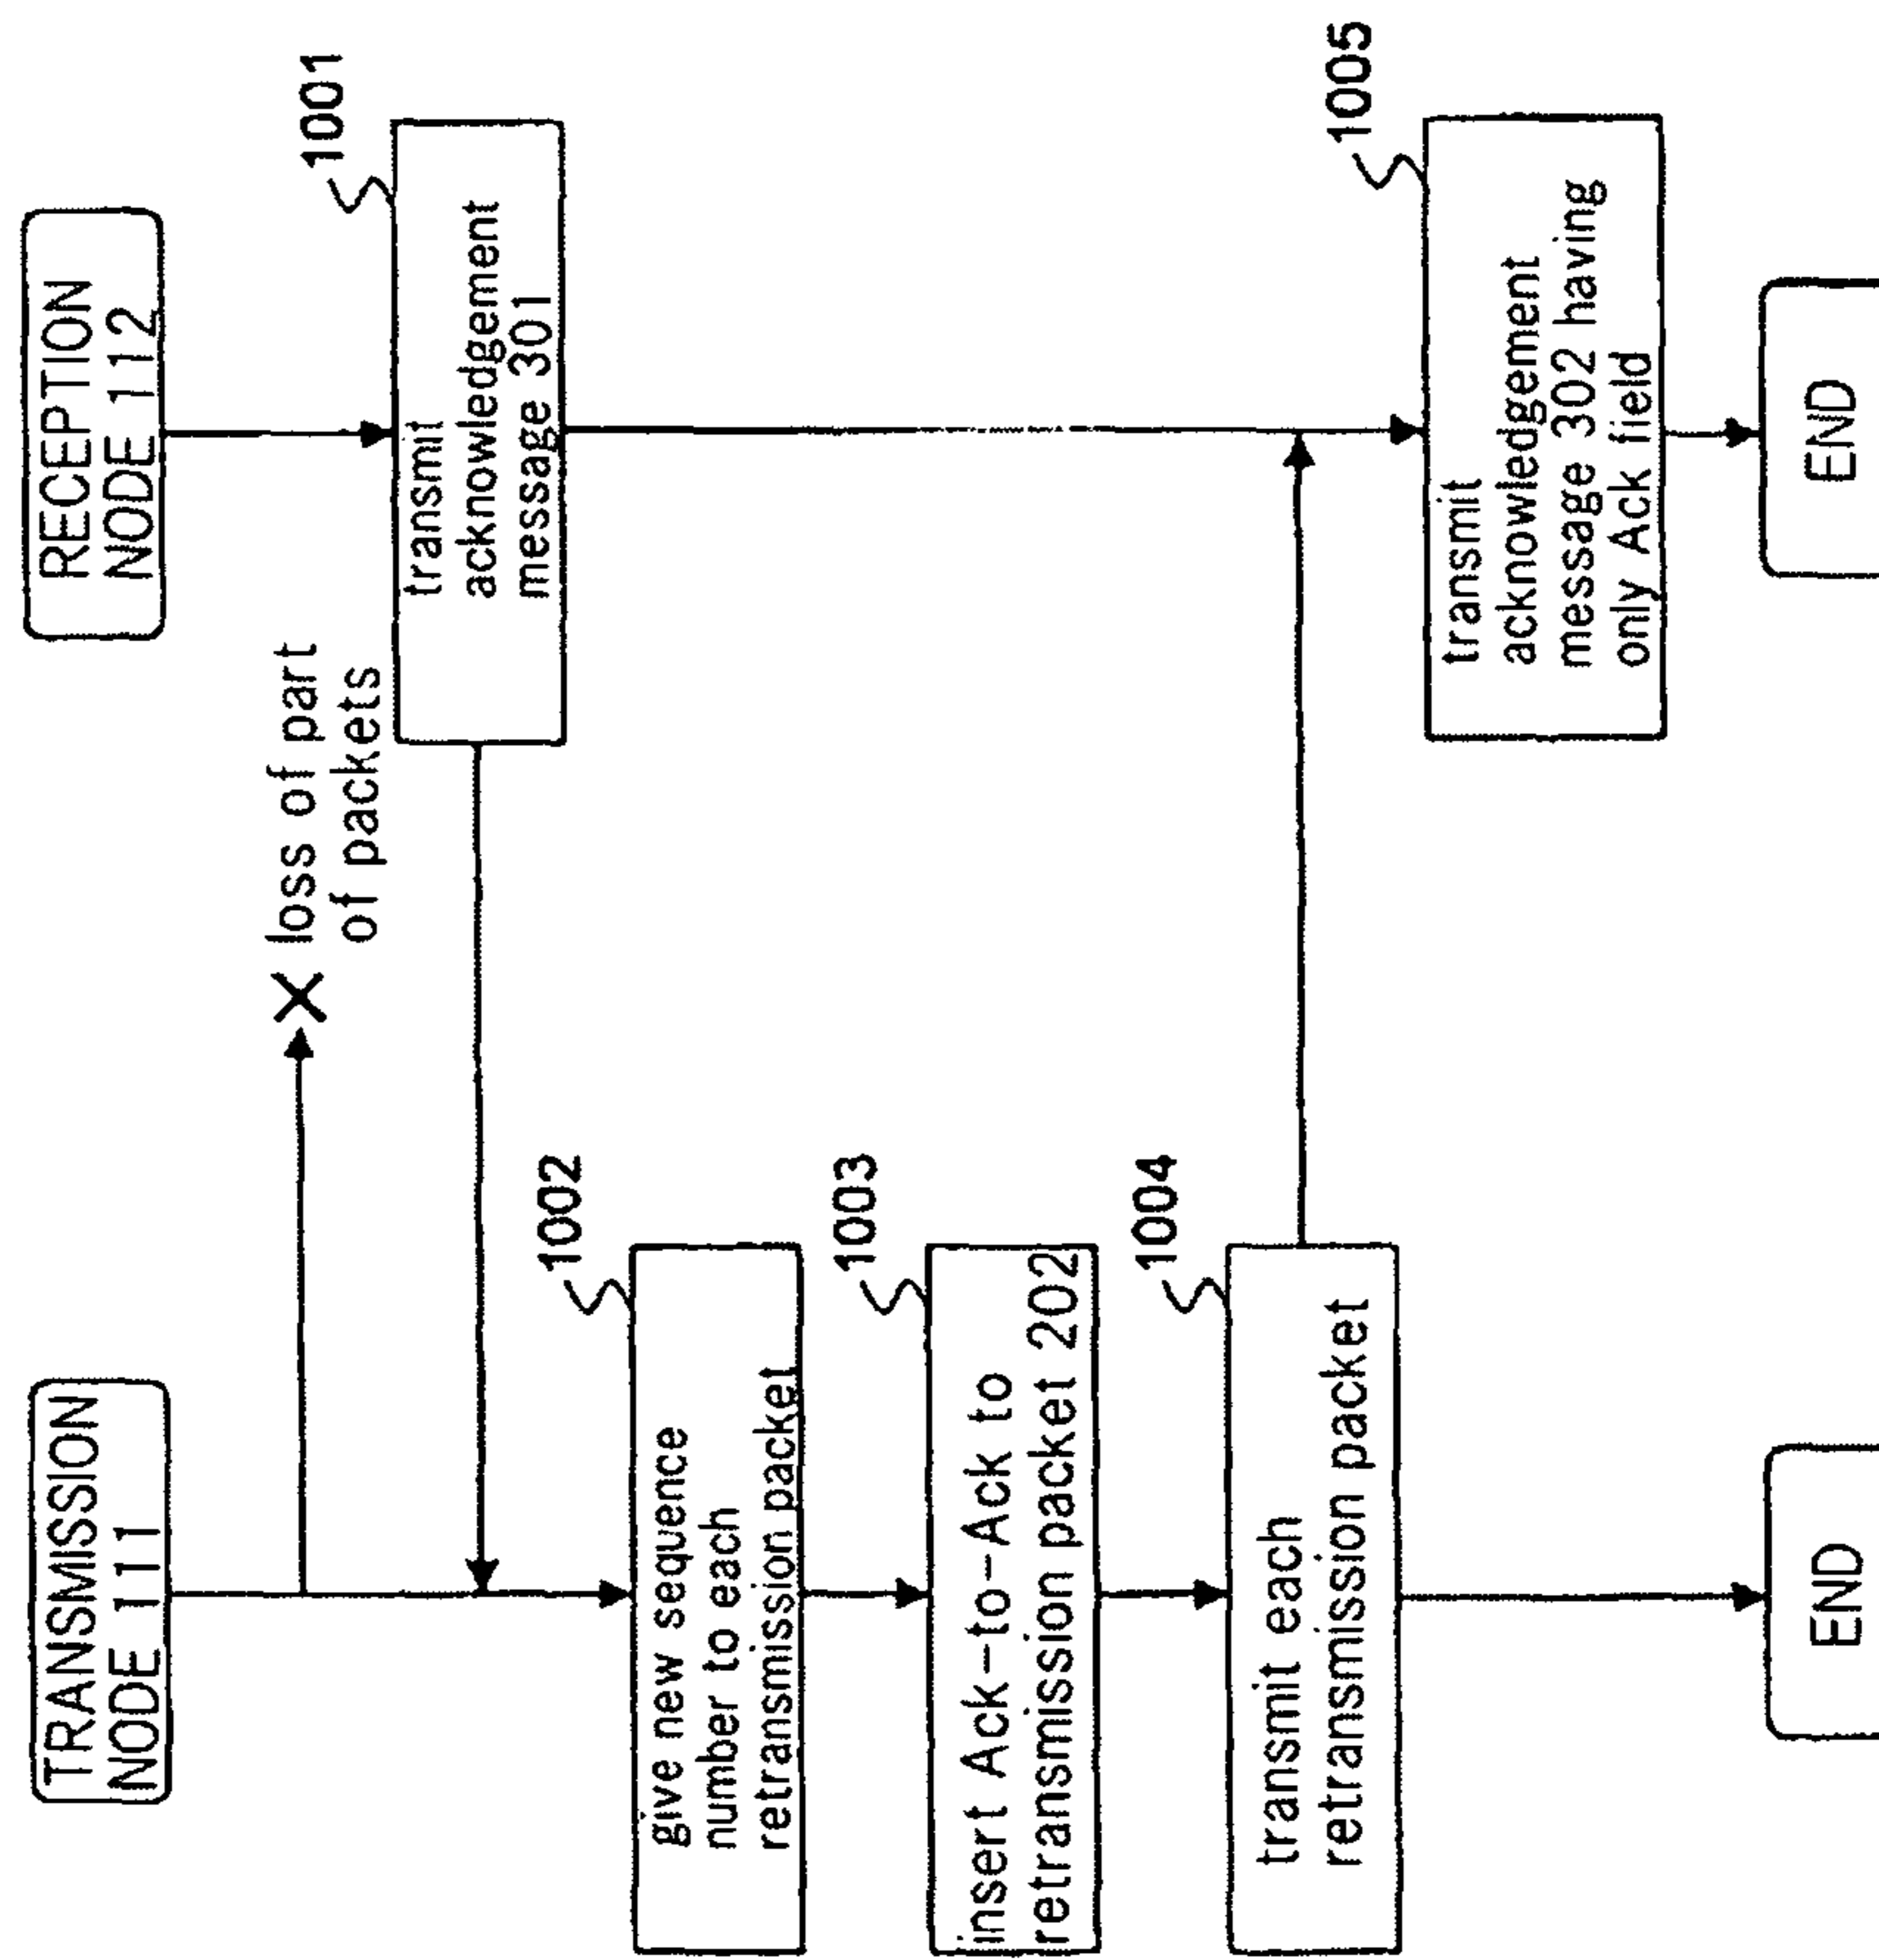 TRANSMISSION
NODE 111
RECEPTION
NODE 112
X loss of part
of packets
1001
transmit
acknowledgement
message 301
1002
give new sequence
number to each
retransmission packet
1003
insert Ack-to-Ack to
retransmission packet 202
1004
transmit each
retransmission packet
1005
transmit
acknowledgement
message 302 having
only Ack field
END
END